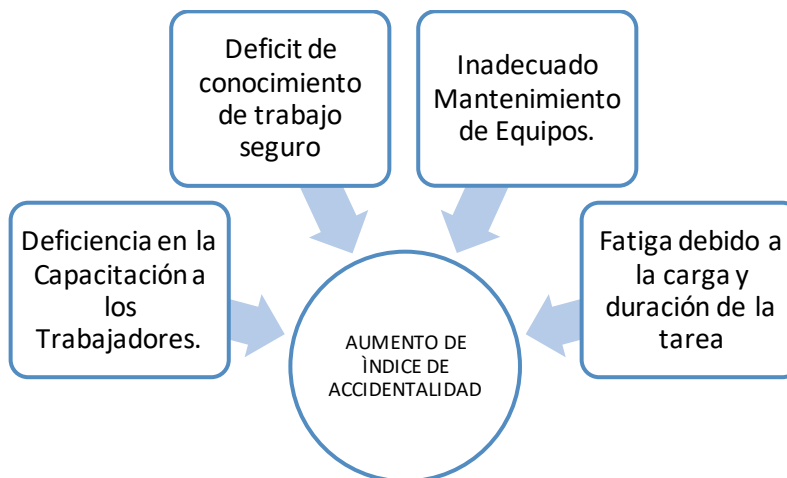 Deficit de
conocimiento
de trabajo
seguro
Inadecuado
Mantenimiento
de Equipos.
Deficiencia en la
Capacitación a
los
Trabajadores.
Fatiga debido a
la carga y
duración de la
tarea
AUMENTO DE
ÌNDICE DE
ACCIDENTALIDAD